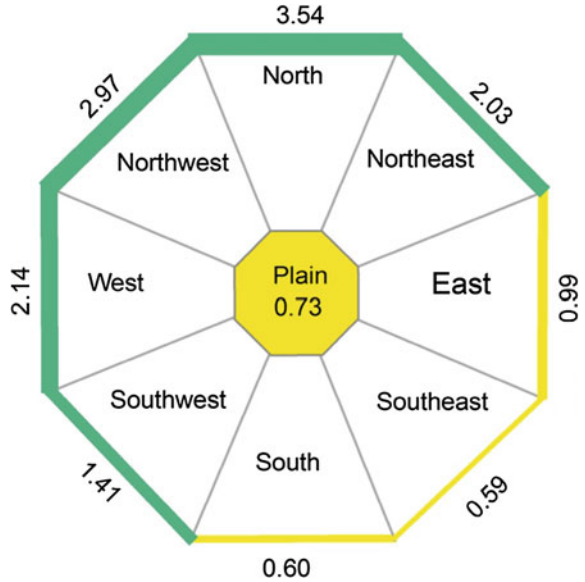 3.54
North
2.97
2.03
Northwest
Northeast
West
Plain
0.73
East
2.14
0.99
Southwest
Southeast
South
1.41
0.59
0.60